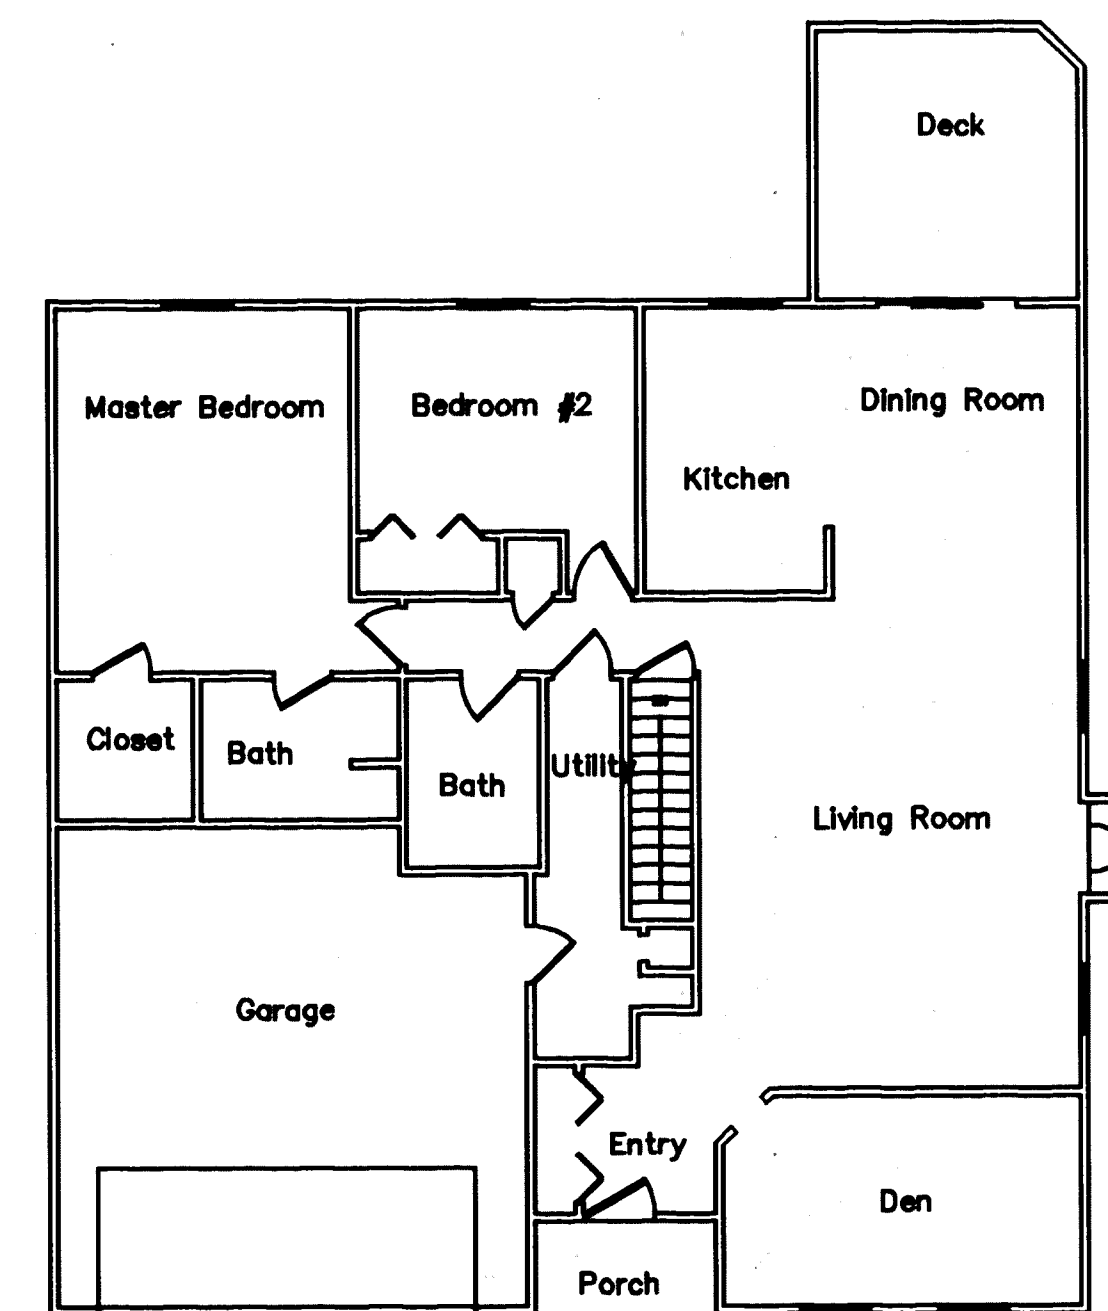 Deck
Master Bedroom
Bedroom #2
Dining Room
Kitchen
Closet
Bath
Bath
Utility
Living Room
Garage
Entry
Den
Porch